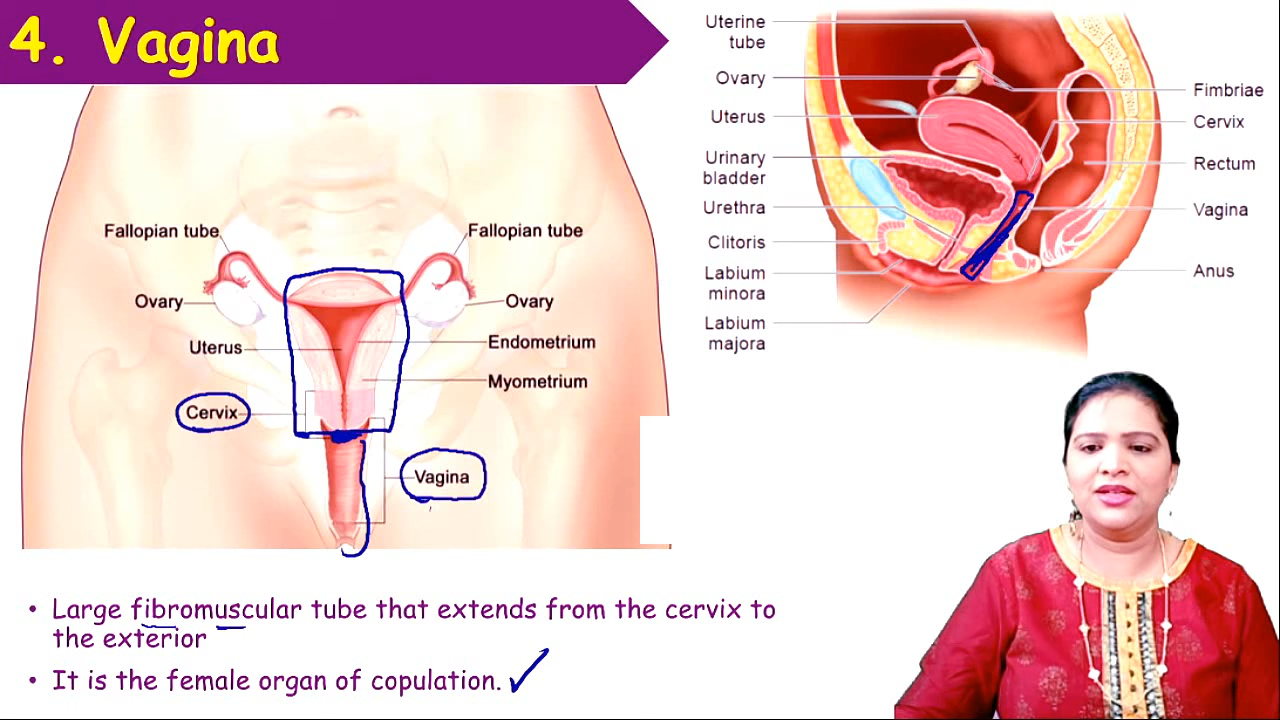 4. Vagina
Fallopian tube
Fallopian tube
Ovary
Ovary
Uterus
Endometrium
Myometrium
Cervix
Vagina
Uterine
tube
Ovary
Uterus
Urinary
bladder
Urethra
Clitoris
Labium
minora
Labium
majora
Fimbriae
Cervix
Rectum
Vagina
Anus
• Large fibromuscular tube that extends from the cervix to
the exterior
• It is the female organ of copulation.